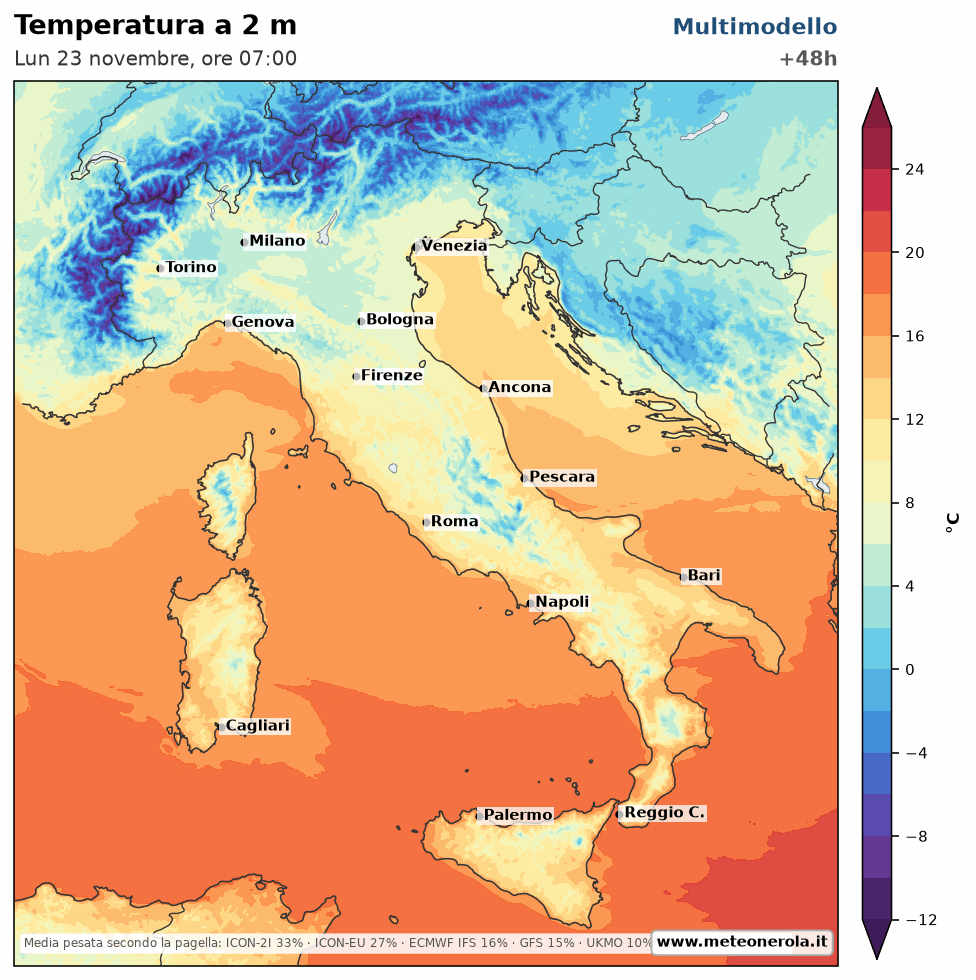 Temperatura a 2 m
Multimodello
Lun 23 novembre, ore 07:00
+48h
24
20
16
12
8
4
0
−4
−8
−12
°C
Milano
Venezia
Torino
Genova
Bologna
Firenze
Ancona
Pescara
Roma
Bari
Napoli
Cagliari
Palermo
Reggio C.
Media pesata secondo la pagella: ICON-2I 33% · ICON-EU 27% · ECMWF IFS 16% · GFS 15% · UKMO 10%
www.meteonerola.it